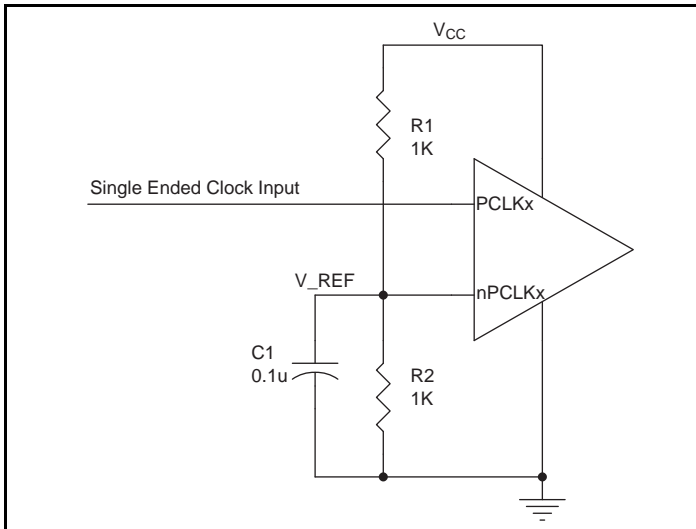 VCC
R1
1K
Single Ended Clock Input
PCLKx
V_REF
nPCLKx
C1
0.1u
R2
1K